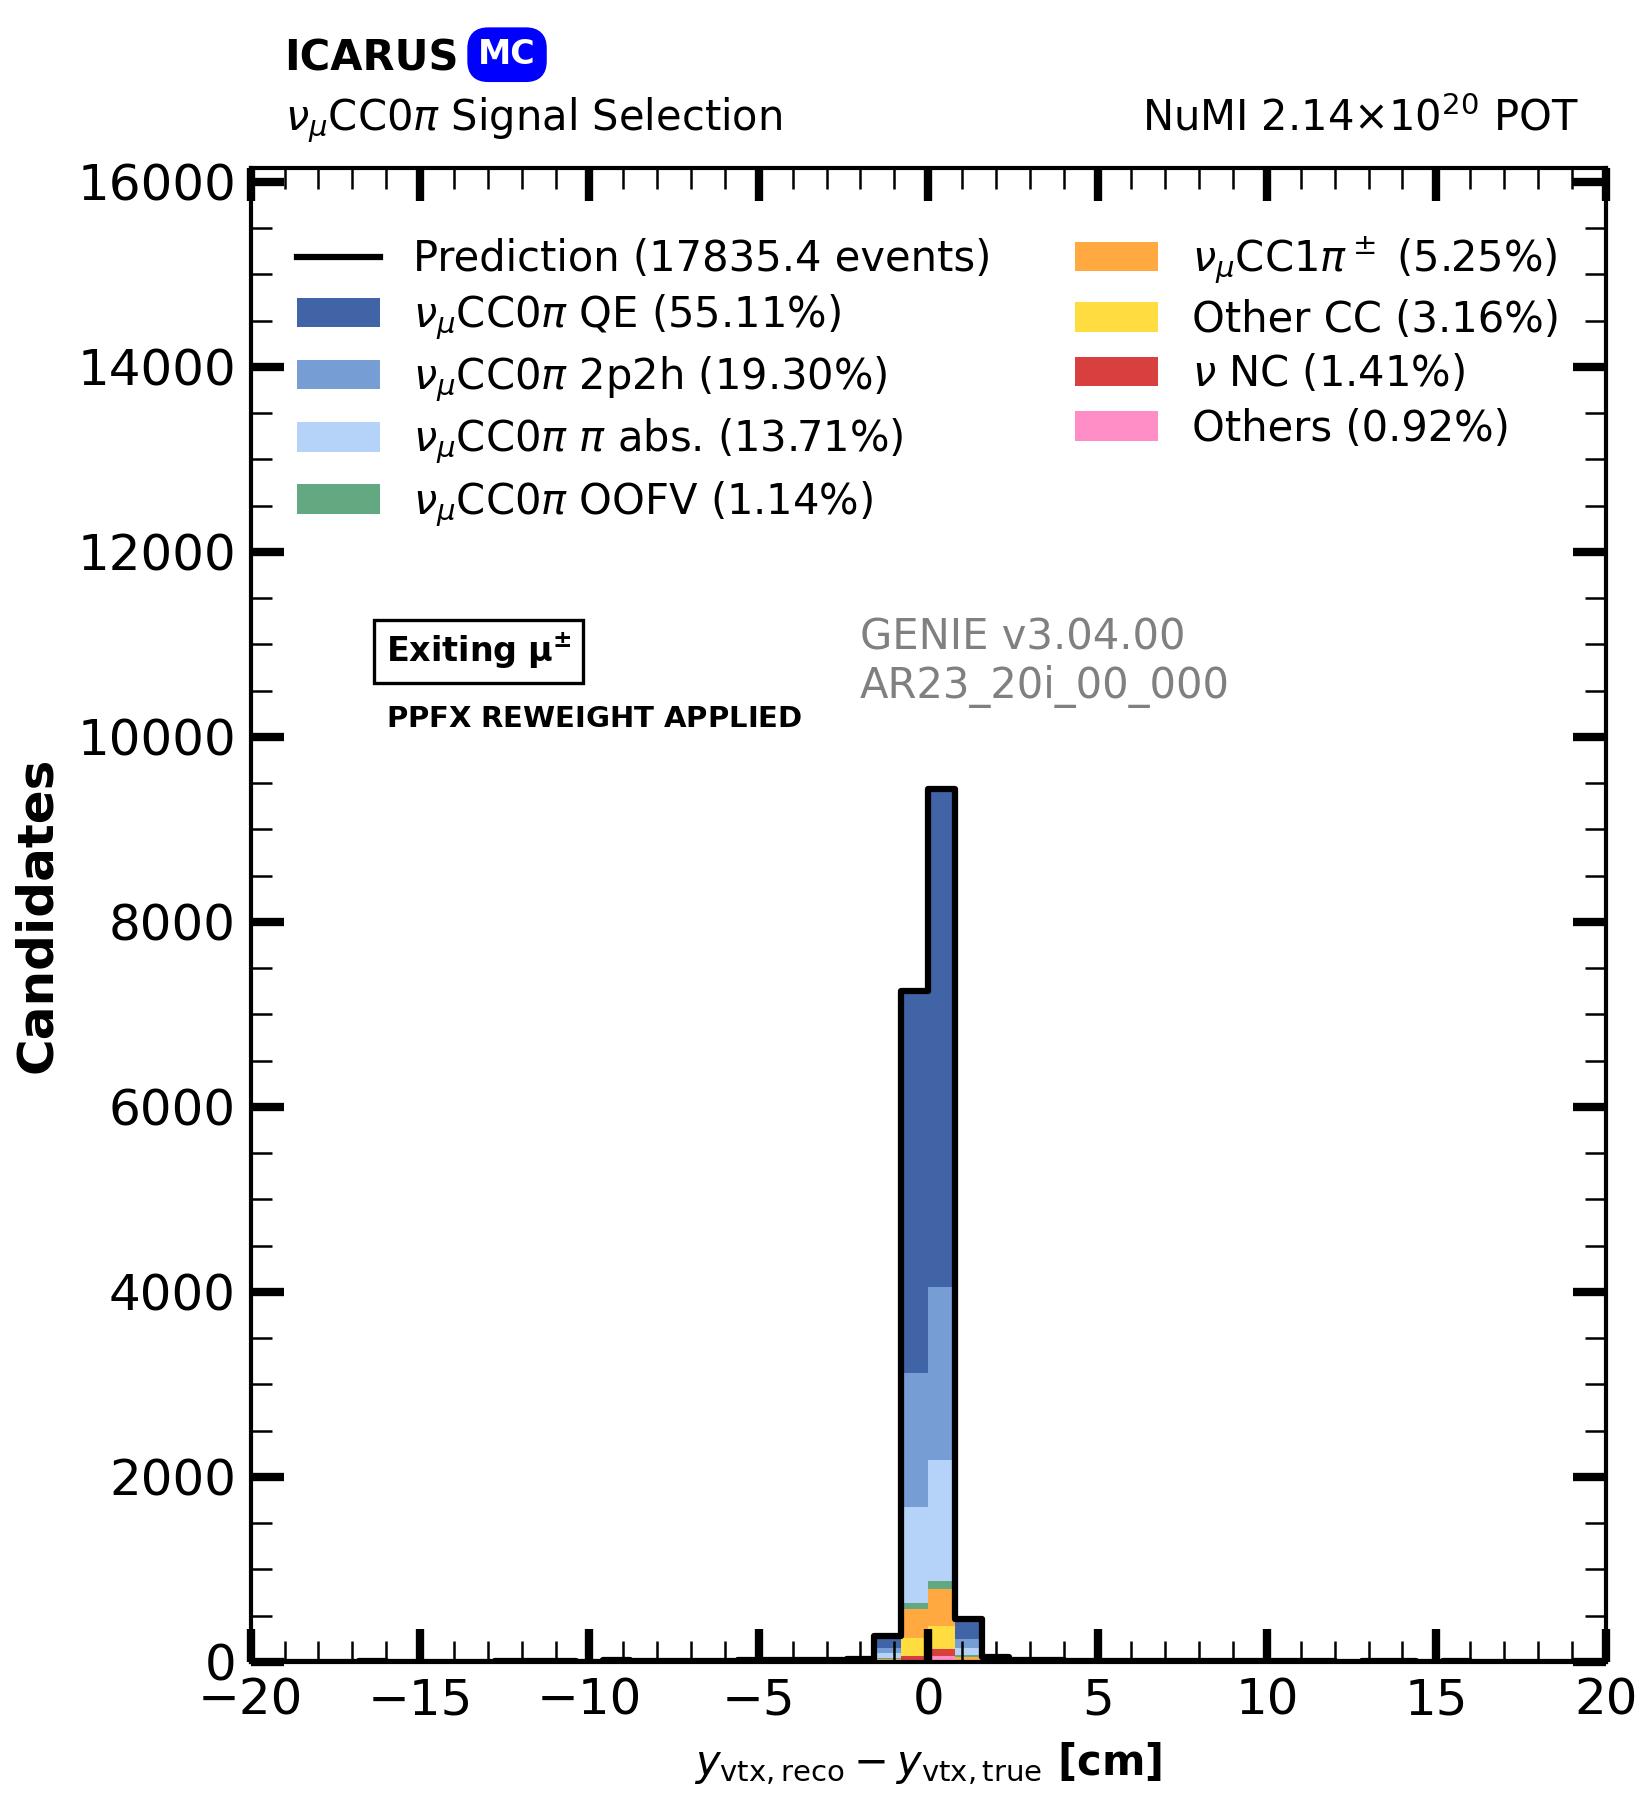 ICARUS MC
νμCC0π Signal Selection
NuMI 2.14×10²⁰ POT
Prediction (17835.4 events)
νμCC0π QE (55.11%)
νμCC0π 2p2h (19.30%)
νμCC0π π abs. (13.71%)
νμCC0π OOFV (1.14%)
νμCC1π± (5.25%)
Other CC (3.16%)
ν NC (1.41%)
Others (0.92%)
Exiting μ±
PPFX REWEIGHT APPLIED
GENIE v3.04.00
AR23_20i_00_000
Candidates
16000
14000
12000
10000
8000
6000
4000
2000
0
−20 −15 −10 −5 0 5 10 15 20
y vtx, reco − y vtx, true [cm]